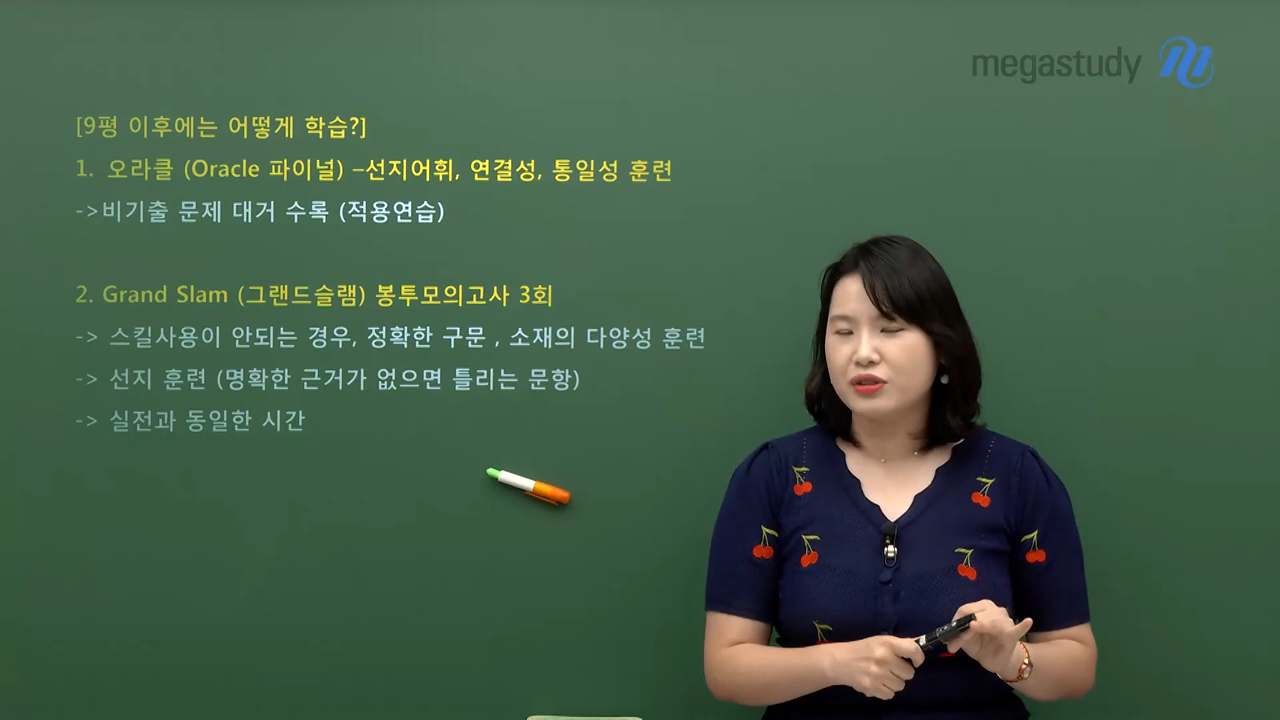 megastudy
[9평 이후에는 어떻게 학습?]
1. 오라클 (Oracle 파이널) –선지어휘, 연결성, 통일성 훈련
->비기출 문제 대거 수록 (적용연습)
2. Grand Slam (그랜드슬램) 봉투모의고사 3회
-> 스킬사용이 안되는 경우, 정확한 구문 , 소재의 다양성 훈련
-> 선지 훈련 (명확한 근거가 없으면 틀리는 문항)
-> 실전과 동일한 시간